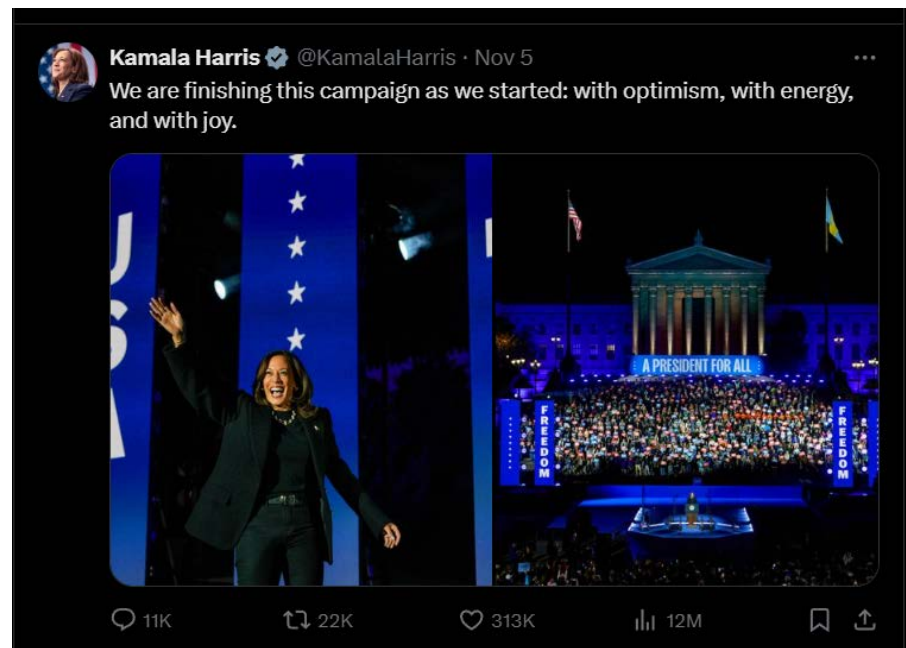 Kamala Harris @KamalaHarris · Nov 5
We are finishing this campaign as we started: with optimism, with energy,
and with joy.
USA
A PRESIDENT FOR ALL
FREEDOM
FREEDOM
11K 22K 313K 12M